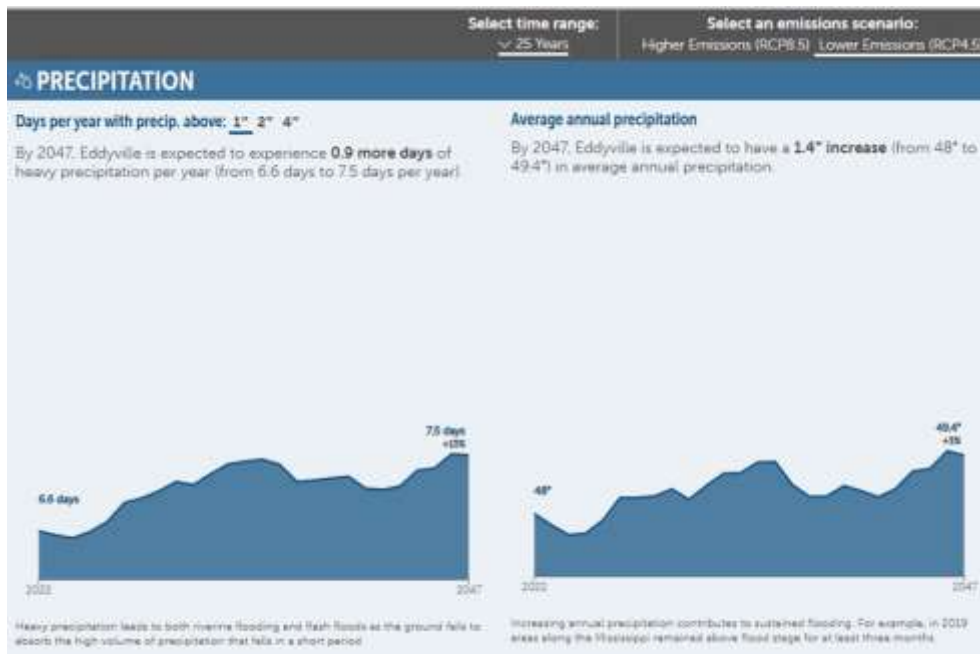 Select time range:
25 Years
Select an emissions scenario:
Higher Emissions (RCP8.5) Lower Emissions (RCP4.5)
PRECIPITATION
Days per year with precip. above: 1" 2" 4"
By 2047, Eddyville is expected to experience 0.9 more days of
heavy precipitation per year (from 6.6 days to 7.5 days per year).
Average annual precipitation
By 2047, Eddyville is expected to have a 1.4" increase (from 48" to
49.4") in average annual precipitation.
7.5 days
+13%
6.6 days
2022
2047
Heavy precipitation leads to both riverine flooding and flash floods as the ground fails to
absorb the high volume of precipitation that falls in a short period
49.4"
+3%
48"
2022
2047
Increasing annual precipitation contributes to sustained flooding. For example, in 2019
areas along the Mississippi remained above flood stage for at least three months.